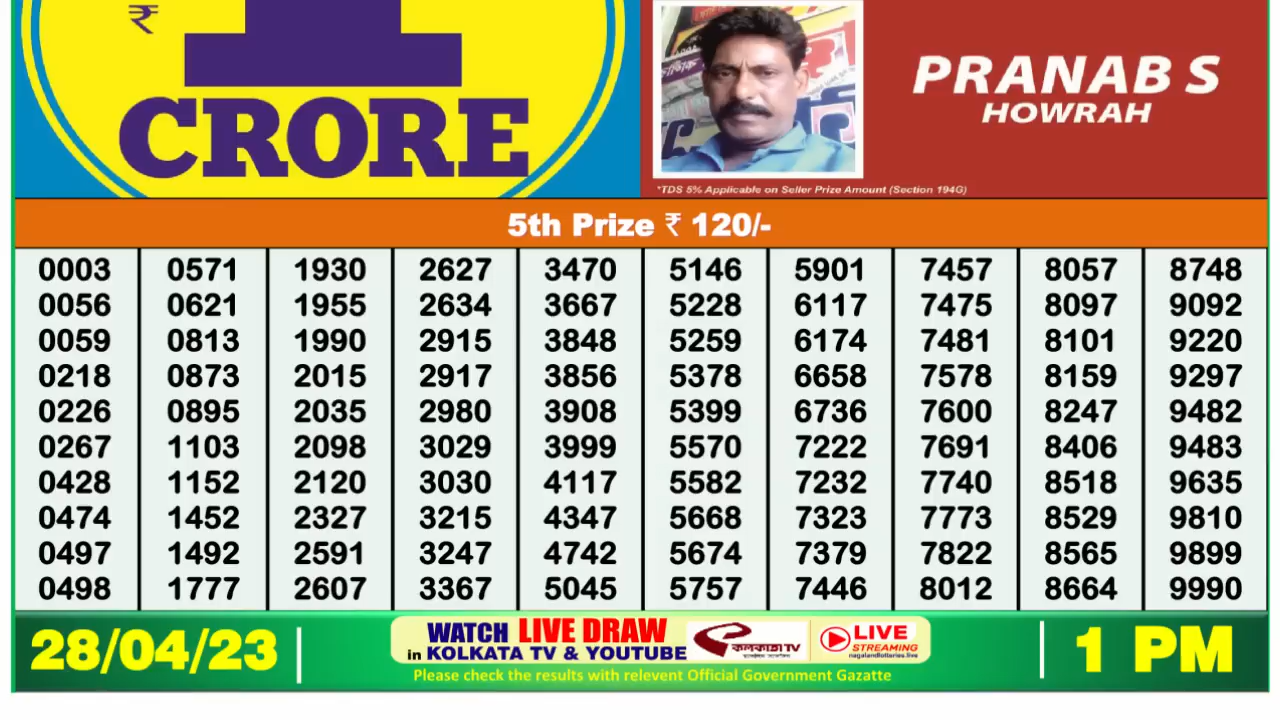 ₹
1
CRORE
PRANAB S
HOWRAH
*TDS 5% Applicable on Seller Prize Amount (Section 194G)
5th Prize ₹ 120/-
0003 0571 1930 2627 3470 5146 5901 7457 8057 8748
0056 0621 1955 2634 3667 5228 6117 7475 8097 9092
0059 0813 1990 2915 3848 5259 6174 7481 8101 9220
0218 0873 2015 2917 3856 5378 6658 7578 8159 9297
0226 0895 2035 2980 3908 5399 6736 7600 8247 9482
0267 1103 2098 3029 3999 5570 7222 7691 8406 9483
0428 1152 2120 3030 4117 5582 7232 7740 8518 9635
0474 1452 2327 3215 4347 5668 7323 7773 8529 9810
0497 1492 2591 3247 4742 5674 7379 7822 8565 9899
0498 1777 2607 3367 5045 5757 7446 8012 8664 9990
28/04/23
WATCH LIVE DRAW
in KOLKATA TV & YOUTUBE
কলকাতা TV
LIVE
STREAMING
nagalandlotteries.live
Please check the results with relevent Official Government Gazatte
1 PM